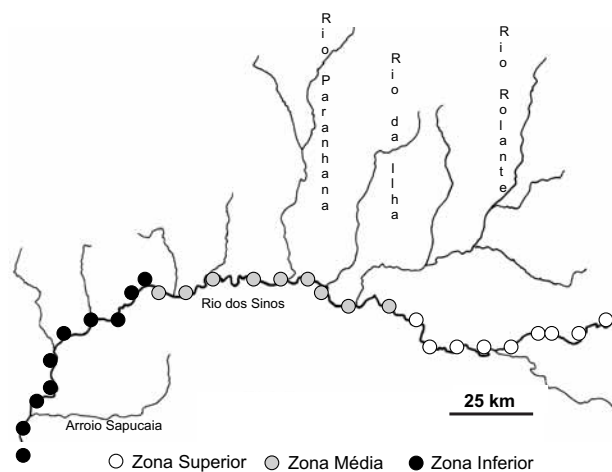 Rio Paranhana
Rio da Ilha
Rio Rolante
Rio dos Sinos
25 km
Arroio Sapucaia
Zona Superior
Zona Média
Zona Inferior